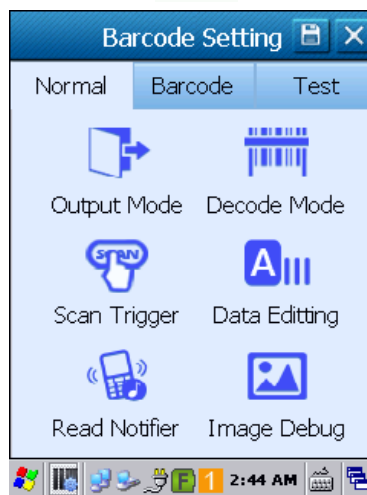 Barcode Setting
Normal Barcode Test
Output Mode Decode Mode
SCAN A
Scan Trigger Data Editting
Read Notifier Image Debug
F 1 2:44 AM